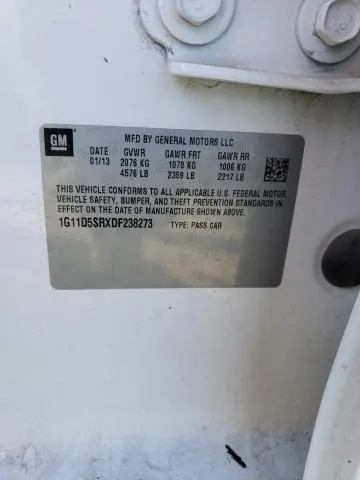 GM
MFD BY GENERAL MOTORS LLC
DATE GVWR GAWR FRT GAWR RR
01/13 2076 KG 1070 KG 1006 KG
4576 LB 2359 LB 2217 LB
THIS VEHICLE CONFORMS TO ALL APPLICABLE U.S. FEDERAL MOTOR
VEHICLE SAFETY, BUMPER, AND THEFT PREVENTION STANDARDS IN
EFFECT ON THE DATE OF MANUFACTURE SHOWN ABOVE.
1G11D5SRXDF238273 TYPE: PASS CAR